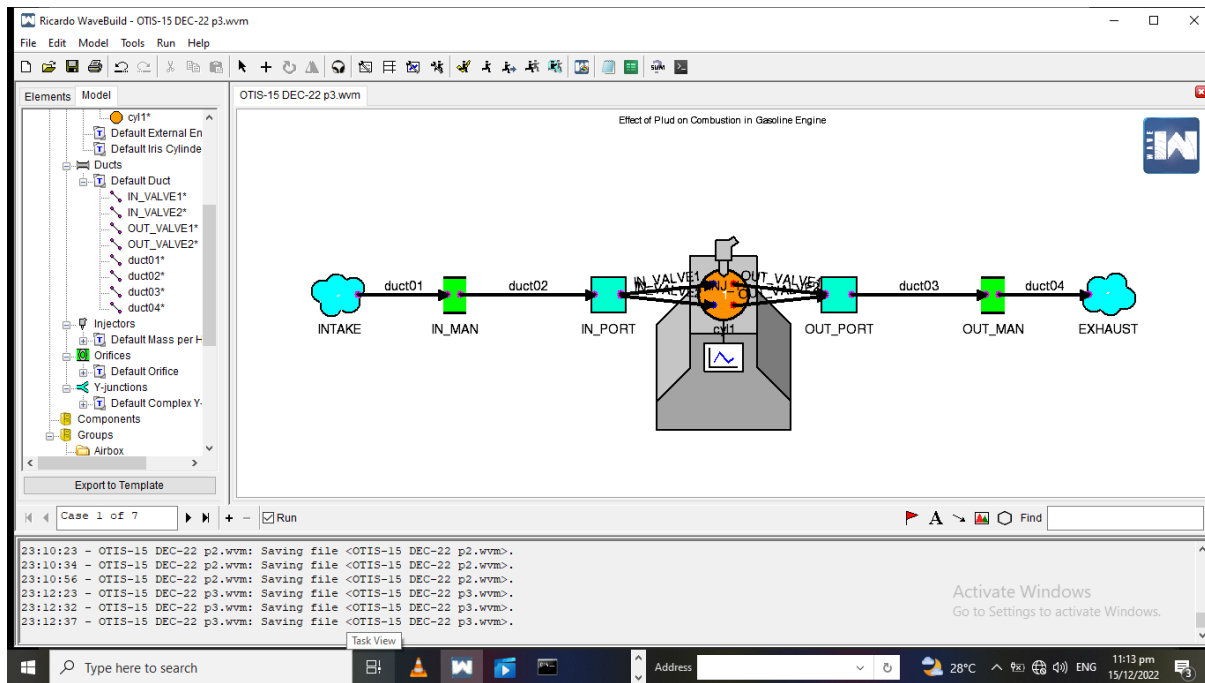 Ricardo WaveBuild - OTIS-15 DEC-22 p3.wvm
File Edit Model Tools Run Help
SUM
Elements Model
OTIS-15 DEC-22 p3.wvm
cyl1*
Default External En
Default Iris Cylinde
Ducts
Default Duct
IN_VALVE1*
IN_VALVE2*
OUT_VALVE1*
OUT_VALVE2*
duct01*
duct02*
duct03*
duct04*
Injectors
Default Mass per H
Orifices
Default Orifice
Y-junctions
Default Complex Y-
Components
Groups
Airbox
Export to Template
Effect of Plud on Combustion in Gasoline Engine
WAVE
duct01 duct02 IN_VALVE1 INJ OUT_VALVE duct03 duct04
INTAKE IN_MAN IN_PORT cyl1 OUT_PORT OUT_MAN EXHAUST
Case 1 of 7 Run A Find
23:10:23 - OTIS-15 DEC-22 p2.wvm: Saving file <OTIS-15 DEC-22 p2.wvm>.
23:10:34 - OTIS-15 DEC-22 p2.wvm: Saving file <OTIS-15 DEC-22 p2.wvm>.
23:10:56 - OTIS-15 DEC-22 p2.wvm: Saving file <OTIS-15 DEC-22 p2.wvm>.
23:12:23 - OTIS-15 DEC-22 p3.wvm: Saving file <OTIS-15 DEC-22 p3.wvm>.
23:12:32 - OTIS-15 DEC-22 p3.wvm: Saving file <OTIS-15 DEC-22 p3.wvm>.
23:12:37 - OTIS-15 DEC-22 p3.wvm: Saving file <OTIS-15 DEC-22 p3.wvm>.
Activate Windows
Go to Settings to activate Windows.
Task View
Type here to search
Address
28°C ENG
11:13 pm
15/12/2022
3